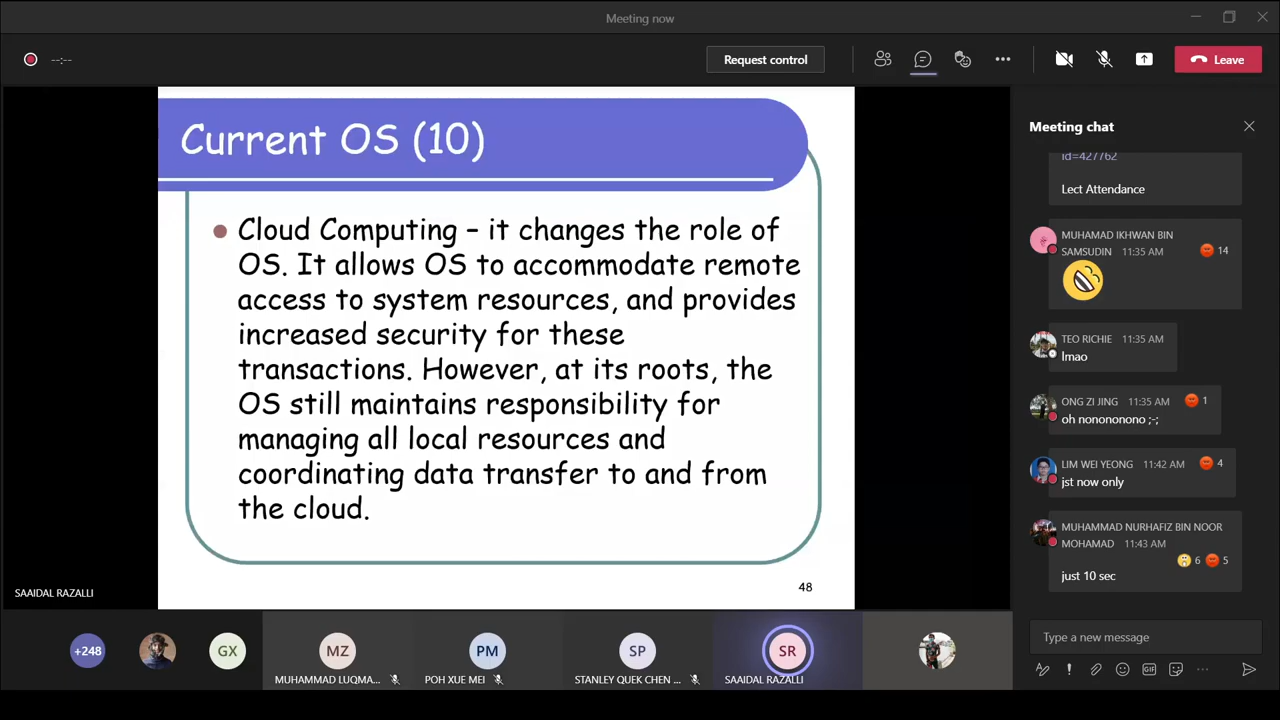 Meeting now
--:--
Request control
Leave
Current OS (10)
Cloud Computing – it changes the role of
OS. It allows OS to accommodate remote
access to system resources, and provides
increased security for these
transactions. However, at its roots, the
OS still maintains responsibility for
managing all local resources and
coordinating data transfer to and from
the cloud.
48
SAAIDAL RAZALLI
Meeting chat
id=427762
Lect Attendance
MUHAMAD IKHWAN BIN
SAMSUDIN 11:35 AM
14
TEO RICHIE 11:35 AM
lmao
ONG ZI JING 11:35 AM
1
oh nonononono ;-;
LIM WEI YEONG 11:42 AM
4
jst now only
MUHAMMAD NURHAFIZ BIN NOOR
MOHAMAD 11:43 AM
6 5
just 10 sec
Type a new message
GIF
+248
GX
MZ
PM
SP
SR
MUHAMMAD LUQMA...
POH XUE MEI
STANLEY QUEK CHEN ...
SAAIDAL RAZALLI